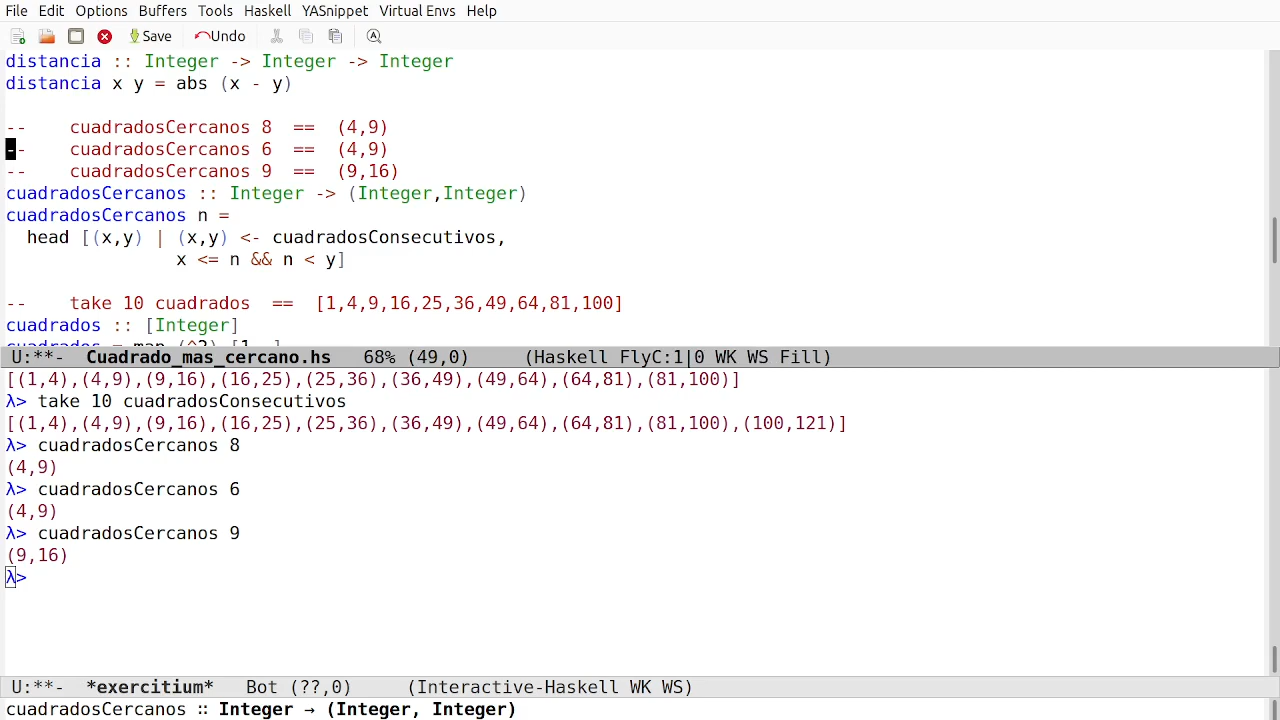 File Edit Options Buffers Tools Haskell YASnippet Virtual Envs Help
Save Undo
distancia :: Integer -> Integer -> Integer
distancia x y = abs (x - y)
--    cuadradosCercanos 8  ==  (4,9)
--    cuadradosCercanos 6  ==  (4,9)
--    cuadradosCercanos 9  ==  (9,16)
cuadradosCercanos :: Integer -> (Integer,Integer)
cuadradosCercanos n =
  head [(x,y) | (x,y) <- cuadradosConsecutivos,
                x <= n && n < y]
--    take 10 cuadrados  ==  [1,4,9,16,25,36,49,64,81,100]
cuadrados :: [Integer]
cuadrados = map (^2) [1..]
U:**-  Cuadrado_mas_cercano.hs   68% (49,0)     (Haskell FlyC:1|0 WK WS Fill)
[(1,4),(4,9),(9,16),(16,25),(25,36),(36,49),(49,64),(64,81),(81,100)]
λ> take 10 cuadradosConsecutivos
[(1,4),(4,9),(9,16),(16,25),(25,36),(36,49),(49,64),(64,81),(81,100),(100,121)]
λ> cuadradosCercanos 8
(4,9)
λ> cuadradosCercanos 6
(4,9)
λ> cuadradosCercanos 9
(9,16)
λ>
U:**-  *exercitium*   Bot (??,0)     (Interactive-Haskell WK WS)
cuadradosCercanos ∷ Integer → (Integer, Integer)